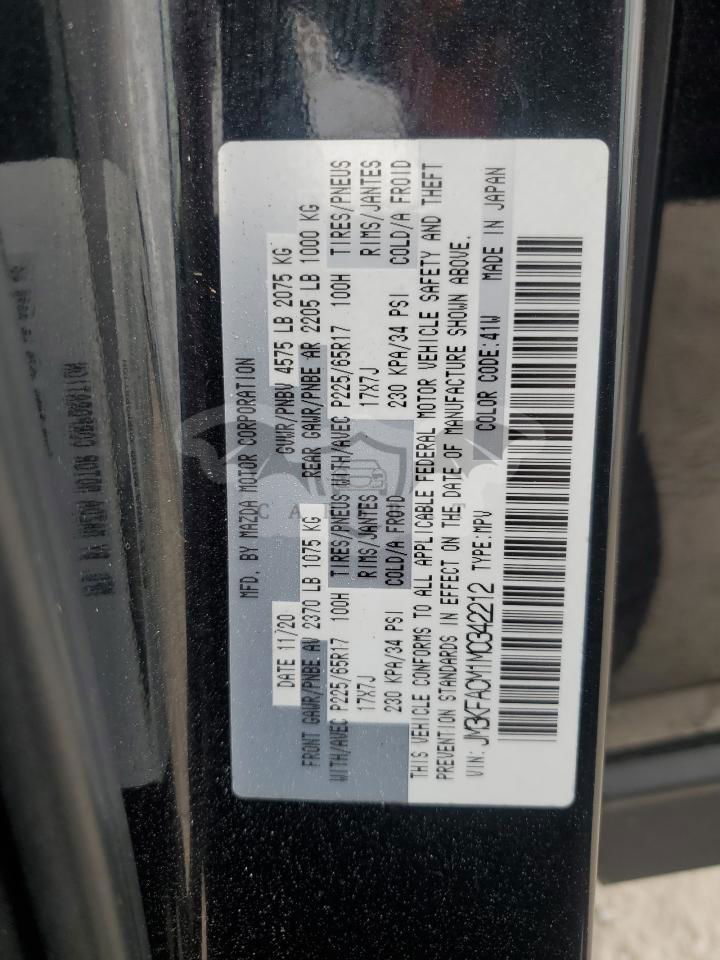 MFD. BY MAZDA MOTOR CORPORATION
DATE 11/20 GVWR/PNBV 4575 LB 2075 KG
FRONT GAWR/PNBE AV 2370 LB 1075 KG REAR GAWR/PNBE AR 2205 LB 1000 KG
WITH/AVEC P225/65R17 100H TIRES/PNEUS WITH/AVEC P225/65R17 100H TIRES/PNEUS
17X7J RIMS/JANTES 17X7J RIMS/JANTES
230 KPA/34 PSI COLD/A FROID 230 KPA/34 PSI COLD/A FROID
THIS VEHICLE CONFORMS TO ALL APPLICABLE FEDERAL MOTOR VEHICLE SAFETY AND THEFT
PREVENTION STANDARDS IN EFFECT ON THE DATE OF MANUFACTURE SHOWN ABOVE.
VIN: JM3KFACM1M0342212 TYPE:MPV COLOR CODE:41W MADE IN JAPAN